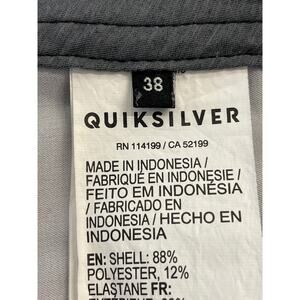 38
QUIKSILVER
RN 114199 / CA 52199
MADE IN INDONESIA /
FABRIQUÉ EN INDONESIE /
FEITO EM INDONÉSIA
/ FABRICADO EN
INDONESIA / HECHO EN
INDONESIA
EN: SHELL: 88%
POLYESTER, 12%
ELASTANE FR: